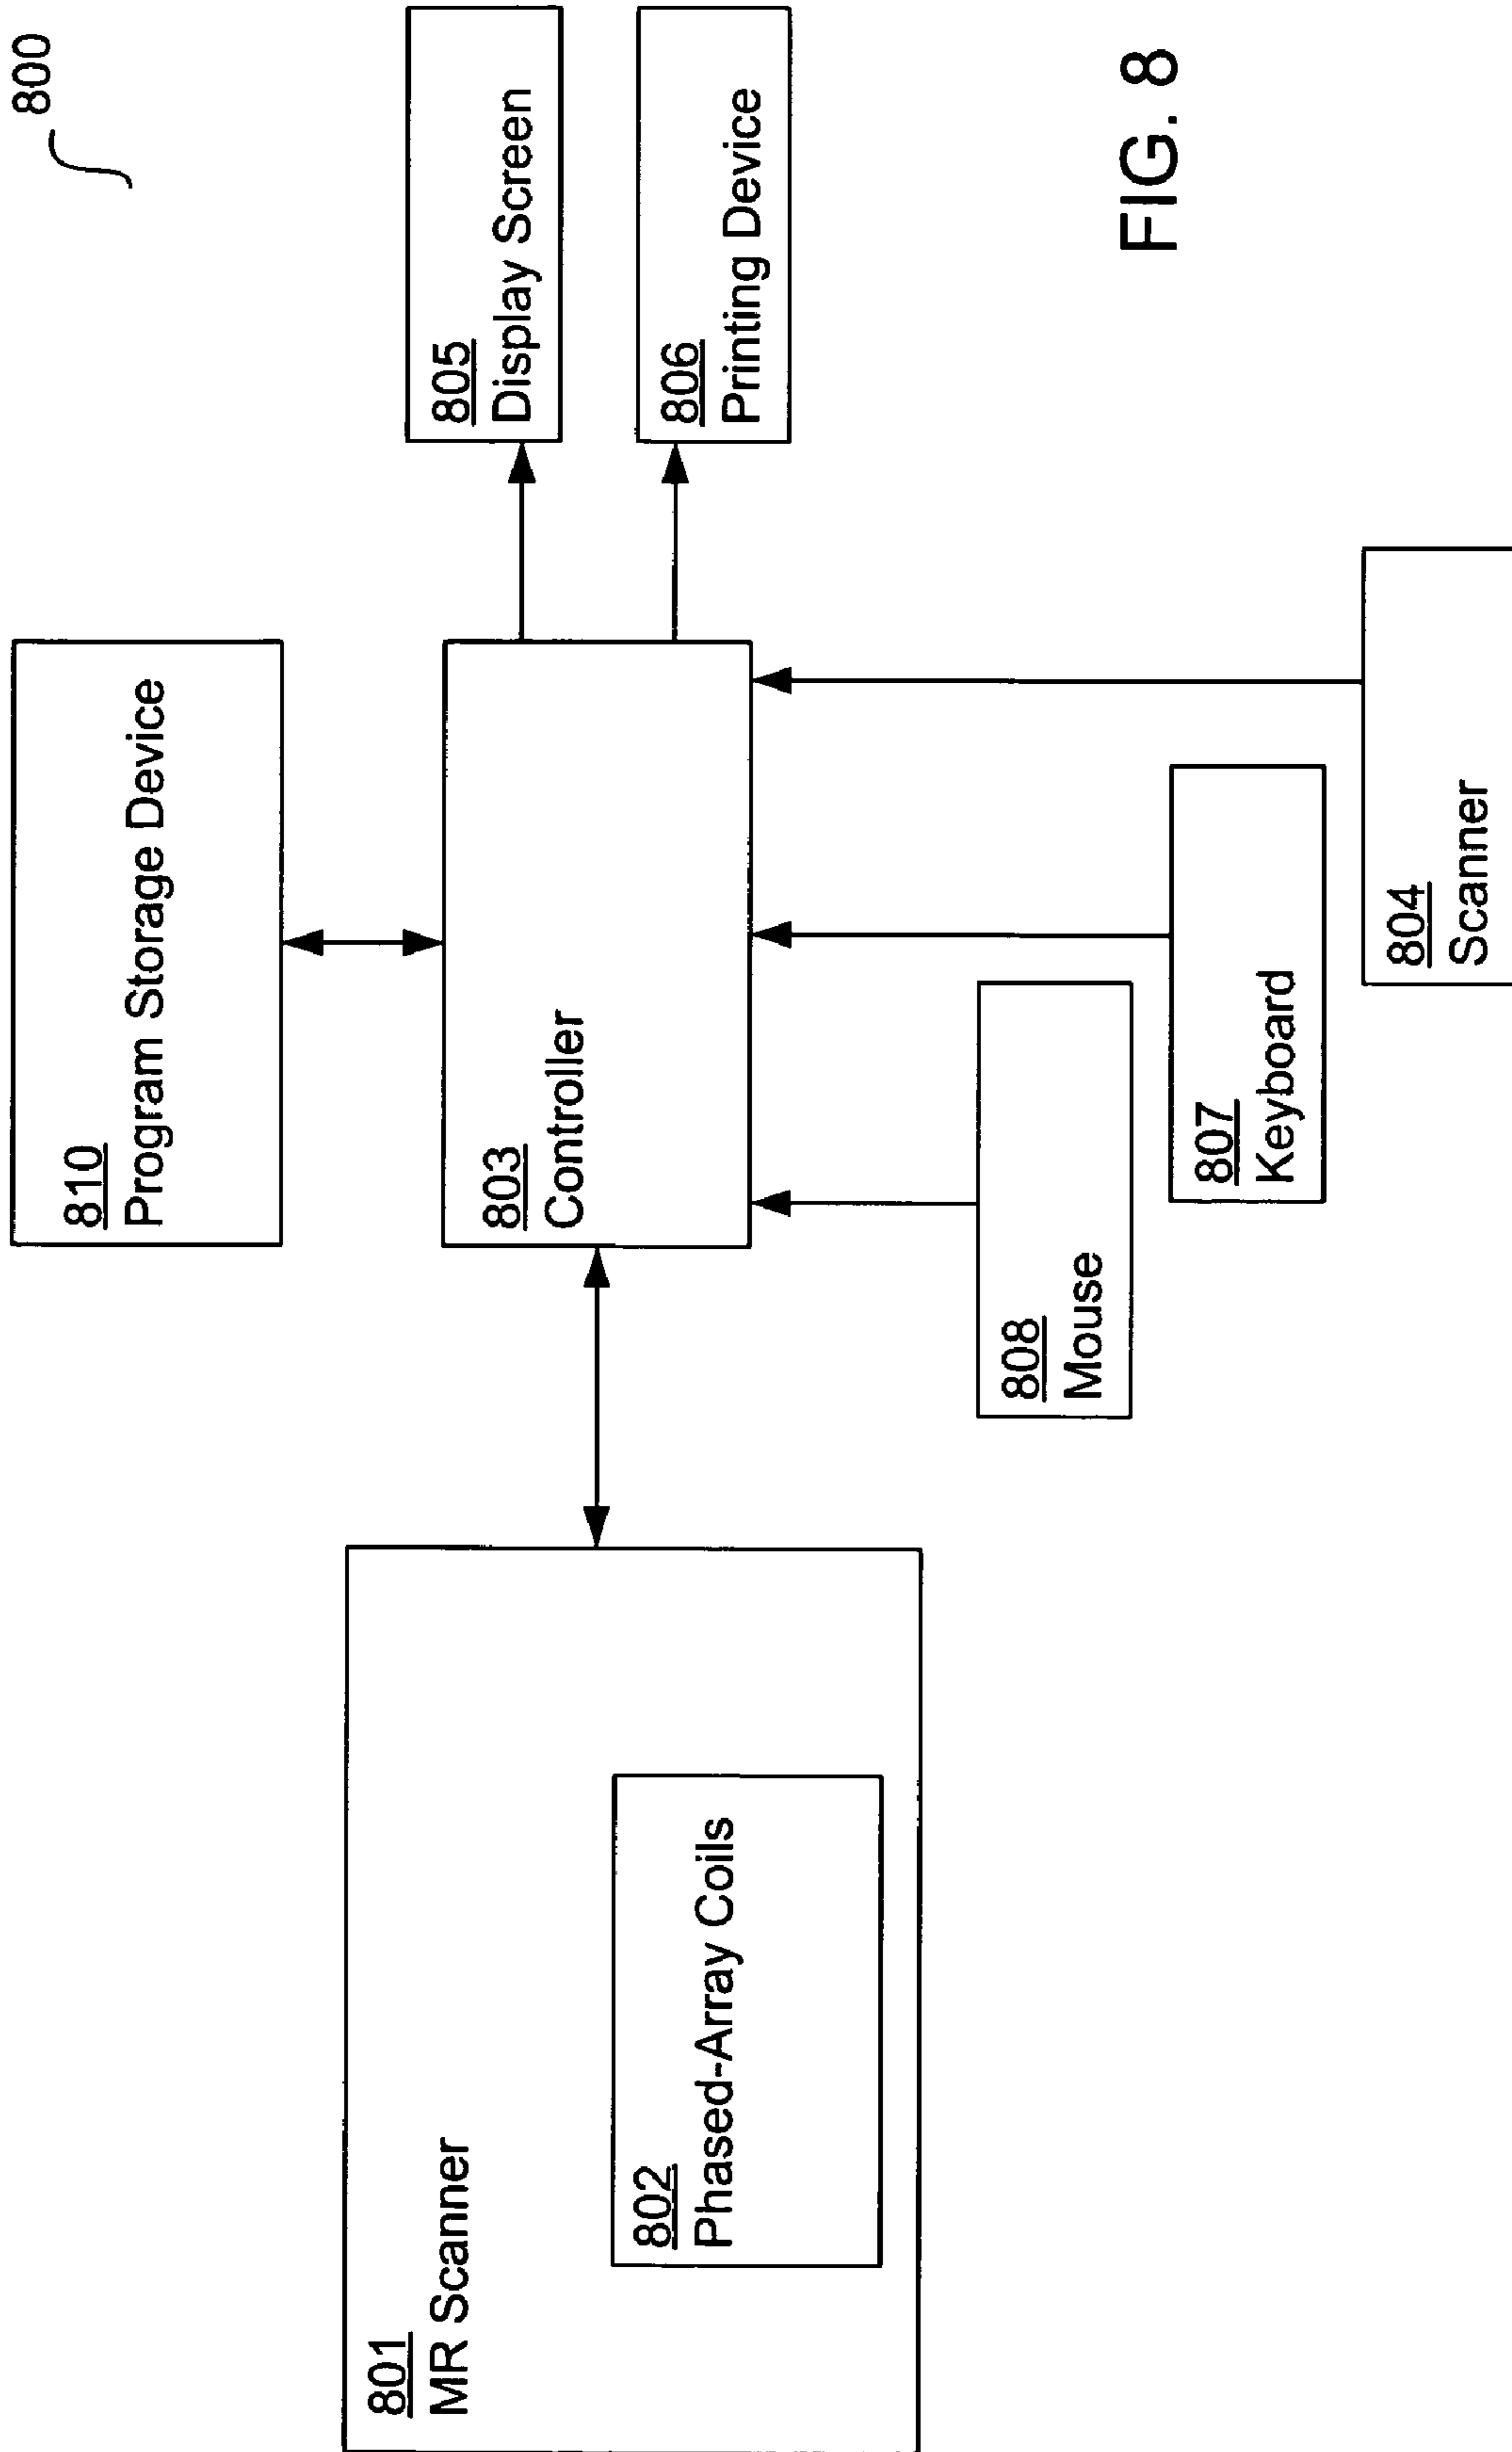 800
810
Program Storage Device
801
MR Scanner
802
Phased-Array Coils
803
Controller
805
Display Screen
806
Printing Device
808
Mouse
807
Keyboard
804
Scanner
FIG. 8